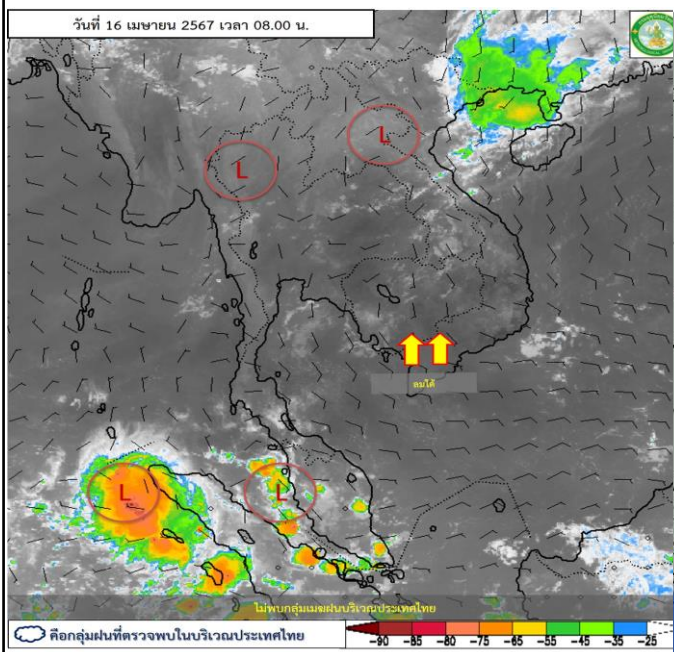 วันที่ 16 เมษายน 2567 เวลา 08.00 น.
L
L
ลมใต้
L
L
ไม่พบกลุ่มเมฆฝนบริเวณประเทศไทย
คือกลุ่มฝนที่ตรวจพบในบริเวณประเทศไทย
-90 -85 -80 -75 -65 -55 -45 -35 -25